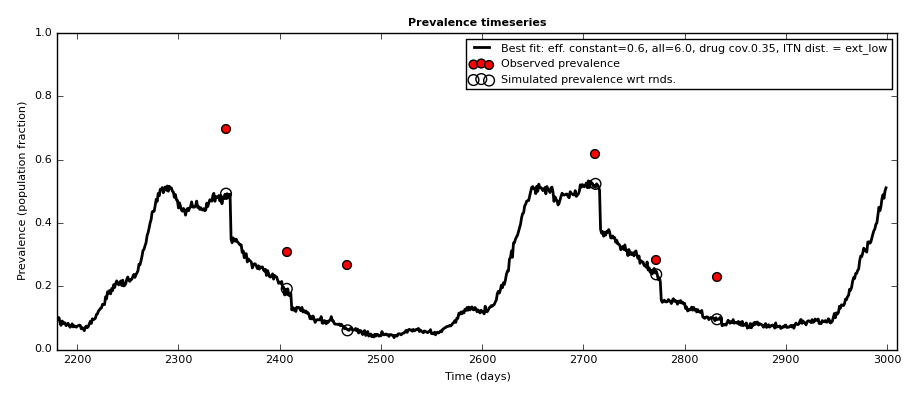 Prevalence timeseries
Best fit: eff. constant=0.6, all=6.0, drug cov.0.35, ITN dist. = ext_low
Observed prevalence
Simulated prevalence wrt rnds.
Prevalence (population fraction)
1.0
0.8
0.6
0.4
0.2
0.0
2200 2300 2400 2500 2600 2700 2800 2900 3000
Time (days)